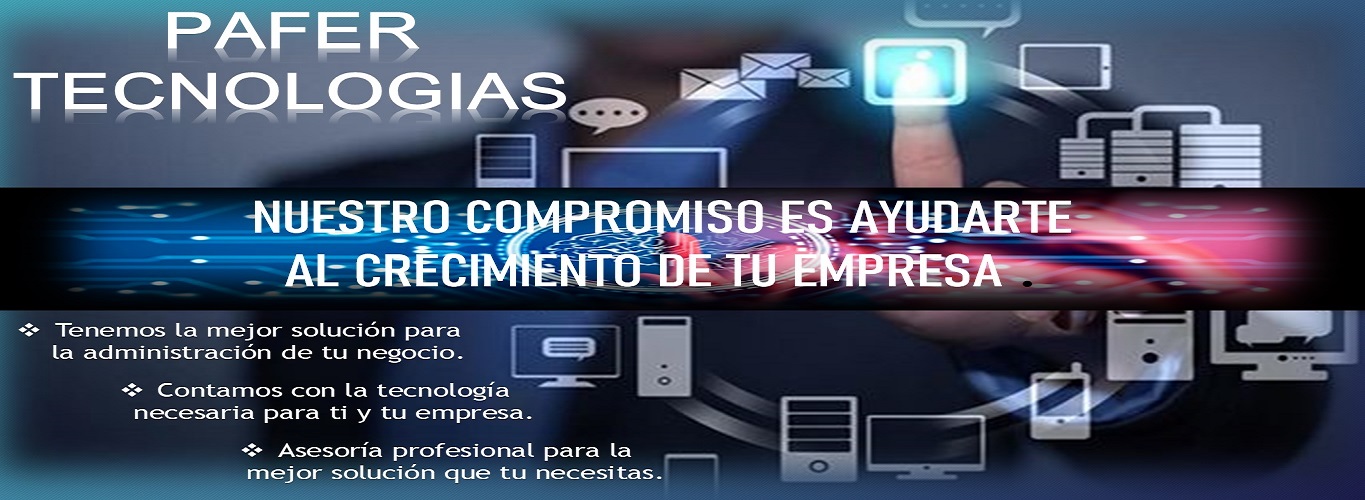 PAFER
TECNOLOGIAS
NUESTRO COMPROMISO ES AYUDARTE
AL CRECIMIENTO DE TU EMPRESA .
❖ Tenemos la mejor solución para
la administración de tu negocio.
❖ Contamos con la tecnología
necesaria para ti y tu empresa.
❖ Asesoría profesional para la
mejor solución que tu necesitas.